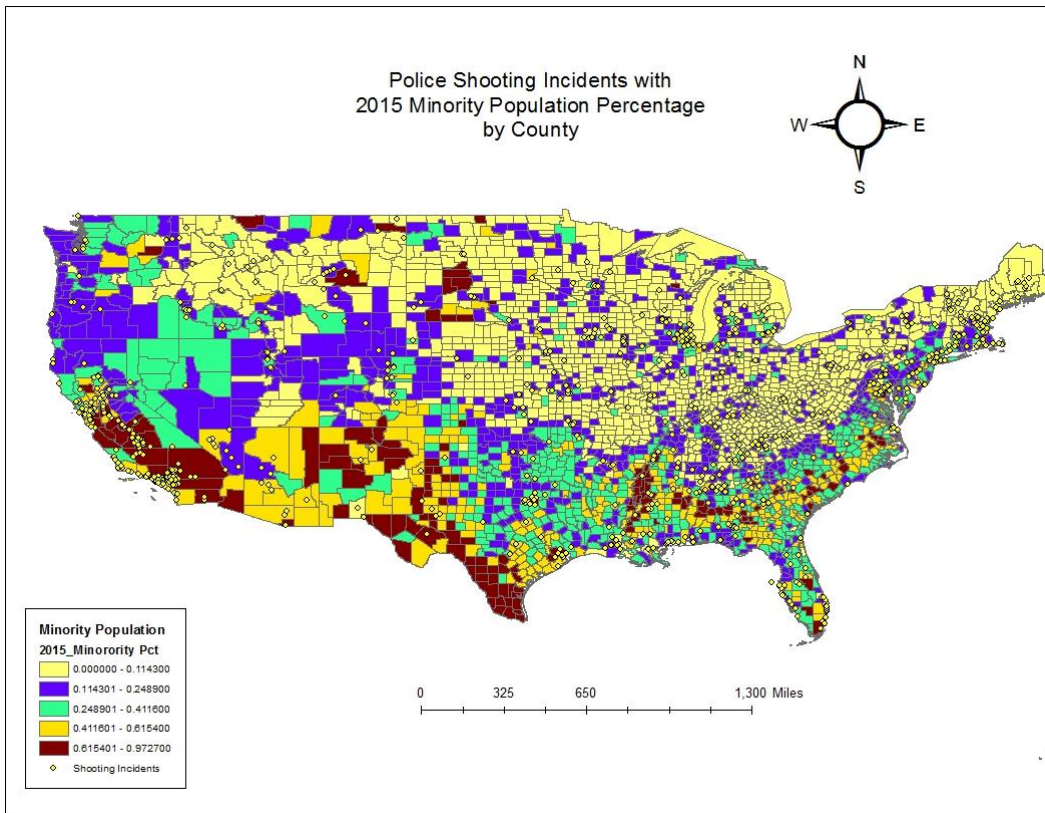 Police Shooting Incidents with
2015 Minority Population Percentage
by County
N
W
E
S
Minority Population
2015_Minorority Pct
0.000000 - 0.114300
0.114301 - 0.248900
0.248901 - 0.411600
0.411601 - 0.615400
0.615401 - 0.972700
Shooting Incidents
0 325 650 1,300 Miles